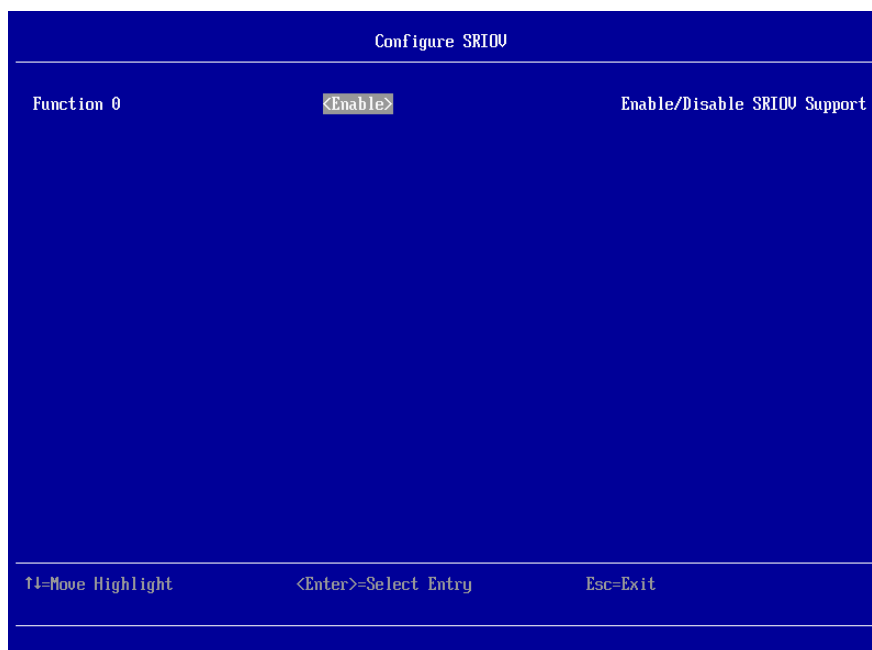 Configure SRIOV
Function 0 <Enable> Enable/Disable SRIOV Support
↑↓=Move Highlight <Enter>=Select Entry Esc=Exit